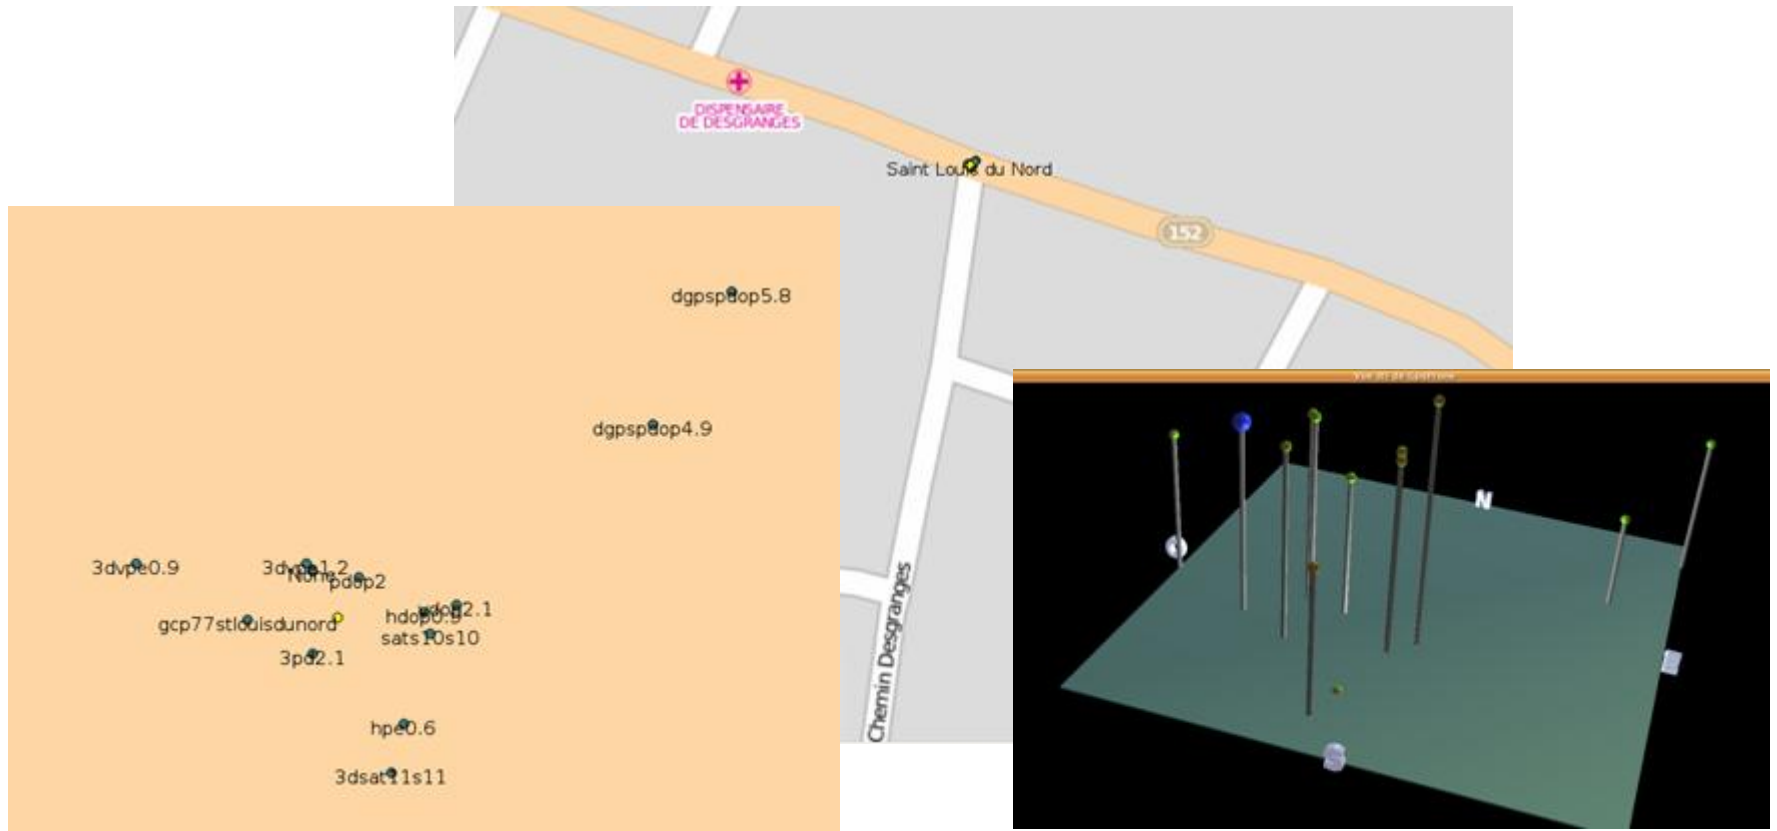 DISPENSAIRE
DE DESGRANGES
Saint Louis du Nord
152
Chemin Desgranges
dgpspdop5.8
dgpspdop4.9
3dvpe0.9
3dvpe1.2
None
pdop2
gcp77stlouisdunord
hdop0.9
sats10s10
3pd2.1
hpe0.6
3dsat11s11
N
S